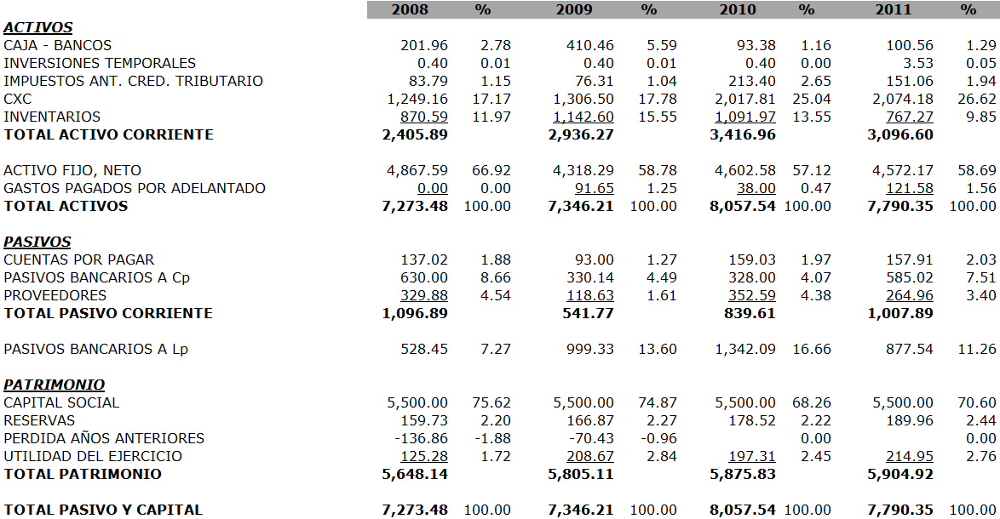 2008 % 2009 % 2010 % 2011 %
ACTIVOS
CAJA - BANCOS 201.96 2.78 410.46 5.59 93.38 1.16 100.56 1.29
INVERSIONES TEMPORALES 0.40 0.01 0.40 0.01 0.40 0.00 3.53 0.05
IMPUESTOS ANT. CRED. TRIBUTARIO 83.79 1.15 76.31 1.04 213.40 2.65 151.06 1.94
CXC 1,249.16 17.17 1,306.50 17.78 2,017.81 25.04 2,074.18 26.62
INVENTARIOS 870.59 11.97 1,142.60 15.55 1,091.97 13.55 767.27 9.85
TOTAL ACTIVO CORRIENTE 2,405.89 2,936.27 3,416.96 3,096.60
ACTIVO FIJO, NETO 4,867.59 66.92 4,318.29 58.78 4,602.58 57.12 4,572.17 58.69
GASTOS PAGADOS POR ADELANTADO 0.00 0.00 91.65 1.25 38.00 0.47 121.58 1.56
TOTAL ACTIVOS 7,273.48 100.00 7,346.21 100.00 8,057.54 100.00 7,790.35 100.00
PASIVOS
CUENTAS POR PAGAR 137.02 1.88 93.00 1.27 159.03 1.97 157.91 2.03
PASIVOS BANCARIOS A Cp 630.00 8.66 330.14 4.49 328.00 4.07 585.02 7.51
PROVEEDORES 329.88 4.54 118.63 1.61 352.59 4.38 264.96 3.40
TOTAL PASIVO CORRIENTE 1,096.89 541.77 839.61 1,007.89
PASIVOS BANCARIOS A Lp 528.45 7.27 999.33 13.60 1,342.09 16.66 877.54 11.26
PATRIMONIO
CAPITAL SOCIAL 5,500.00 75.62 5,500.00 74.87 5,500.00 68.26 5,500.00 70.60
RESERVAS 159.73 2.20 166.87 2.27 178.52 2.22 189.96 2.44
PERDIDA AÑOS ANTERIORES -136.86 -1.88 -70.43 -0.96 0.00 0.00
UTILIDAD DEL EJERCICIO 125.28 1.72 208.67 2.84 197.31 2.45 214.95 2.76
TOTAL PATRIMONIO 5,648.14 5,805.11 5,875.83 5,904.92
TOTAL PASIVO Y CAPITAL 7,273.48 100.00 7,346.21 100.00 8,057.54 100.00 7,790.35 100.00